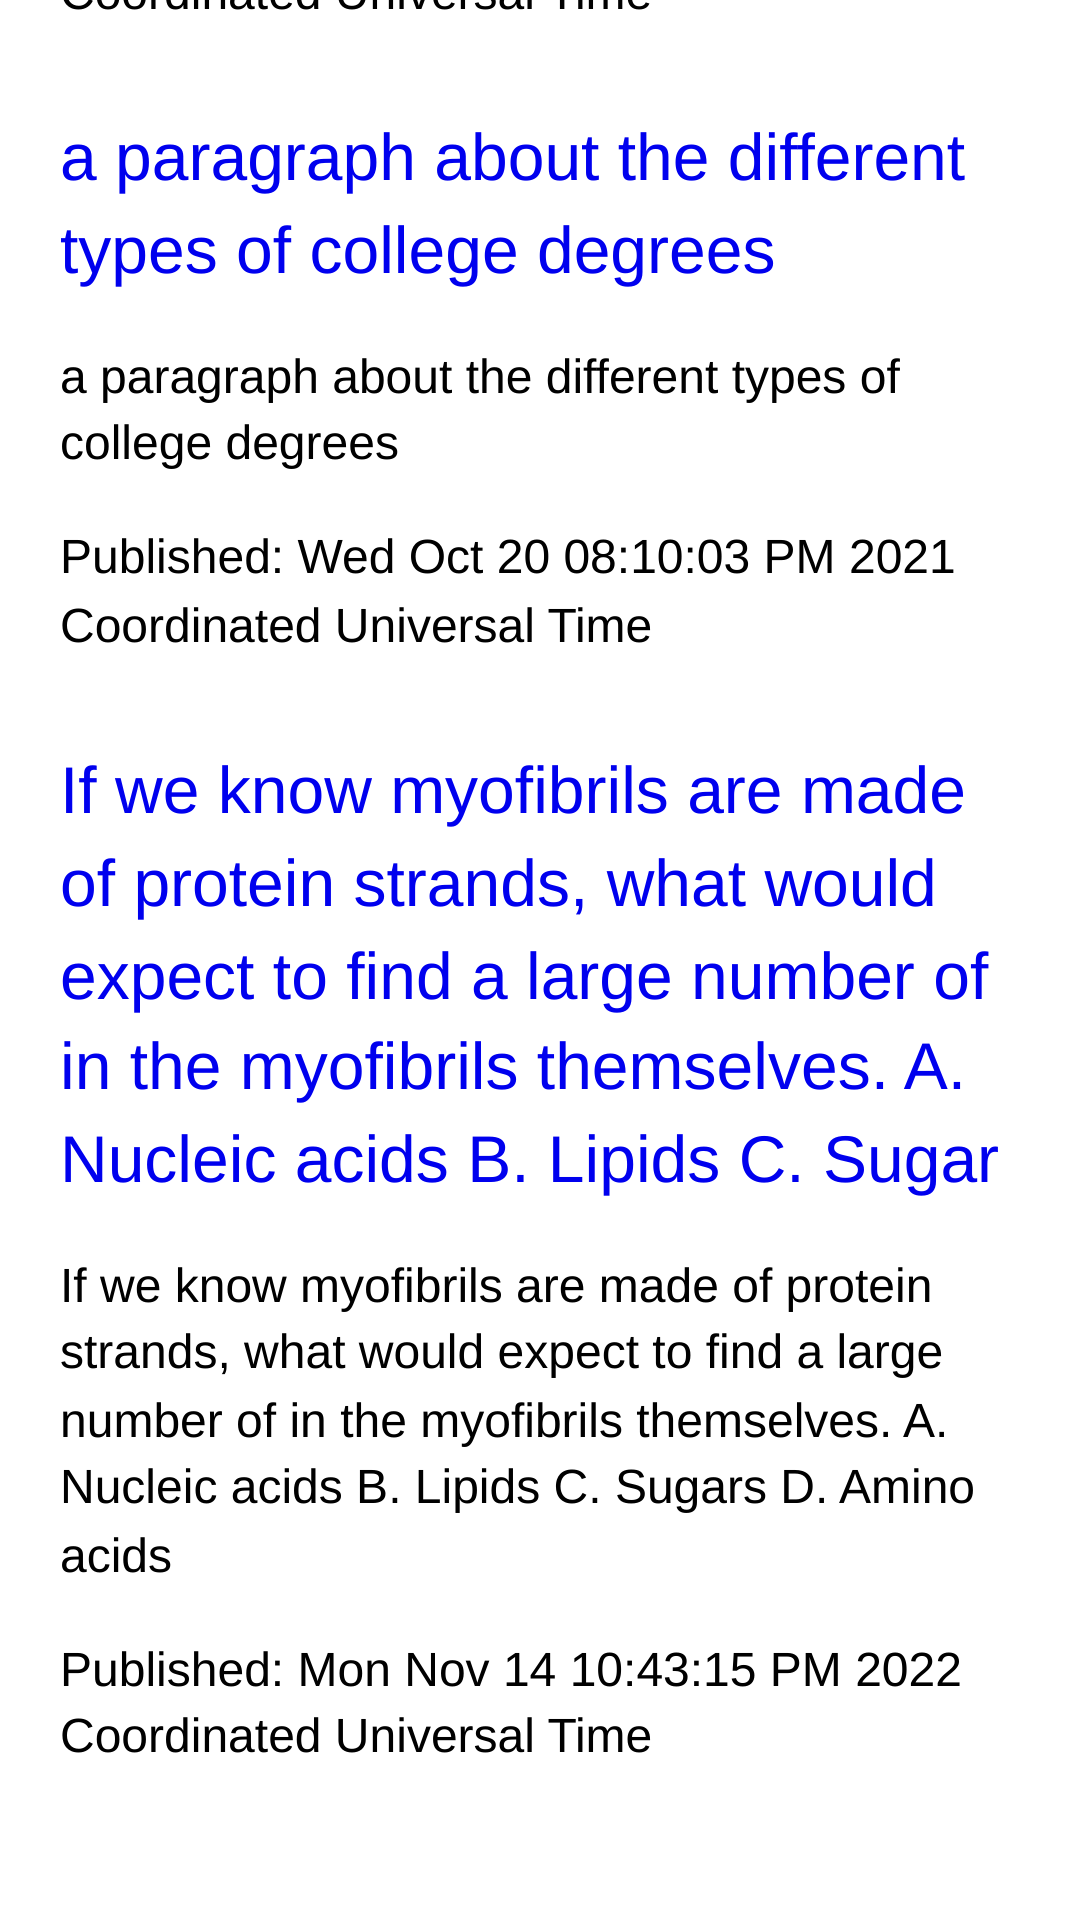 Coordinated Universal Time
a paragraph about the different
types of college degrees
a paragraph about the different types of
college degrees
Published: Wed Oct 20 08:10:03 PM 2021
Coordinated Universal Time
If we know myofibrils are made
of protein strands, what would
expect to find a large number of
in the myofibrils themselves. A.
Nucleic acids B. Lipids C. Sugar
If we know myofibrils are made of protein
strands, what would expect to find a large
number of in the myofibrils themselves. A.
Nucleic acids B. Lipids C. Sugars D. Amino
acids
Published: Mon Nov 14 10:43:15 PM 2022
Coordinated Universal Time